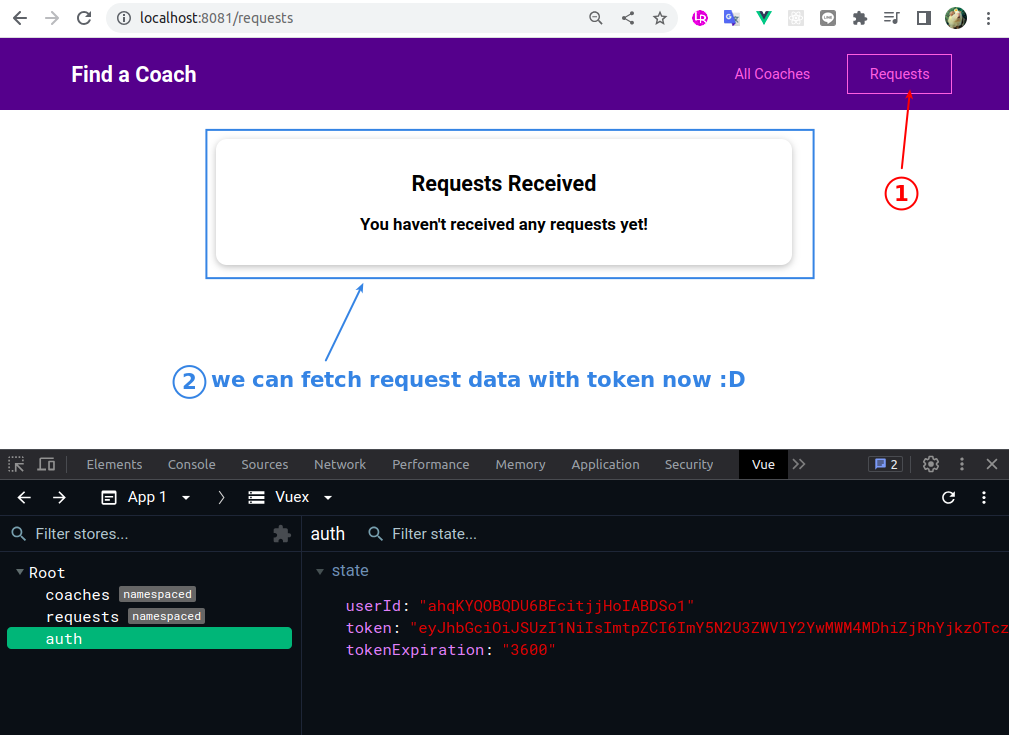 localhost:8081/requests
Find a Coach
All Coaches
Requests
1
Requests Received
You haven't received any requests yet!
2 we can fetch request data with token now :D
Elements Console Sources Network Performance Memory Application Security Vue 2
App 1 Vuex
Filter stores... auth Filter state...
Root
state
coaches namespaced
userId: "ahqKYQOBQDU6BEcitjjHoIABDSo1"
requests namespaced
token: "eyJhbGciOiJSUzI1NiIsImtpZCI6ImY5N2U3ZWVlY2YwMWM4MDhiZjRhYjkzOTcz
auth
tokenExpiration: "3600"